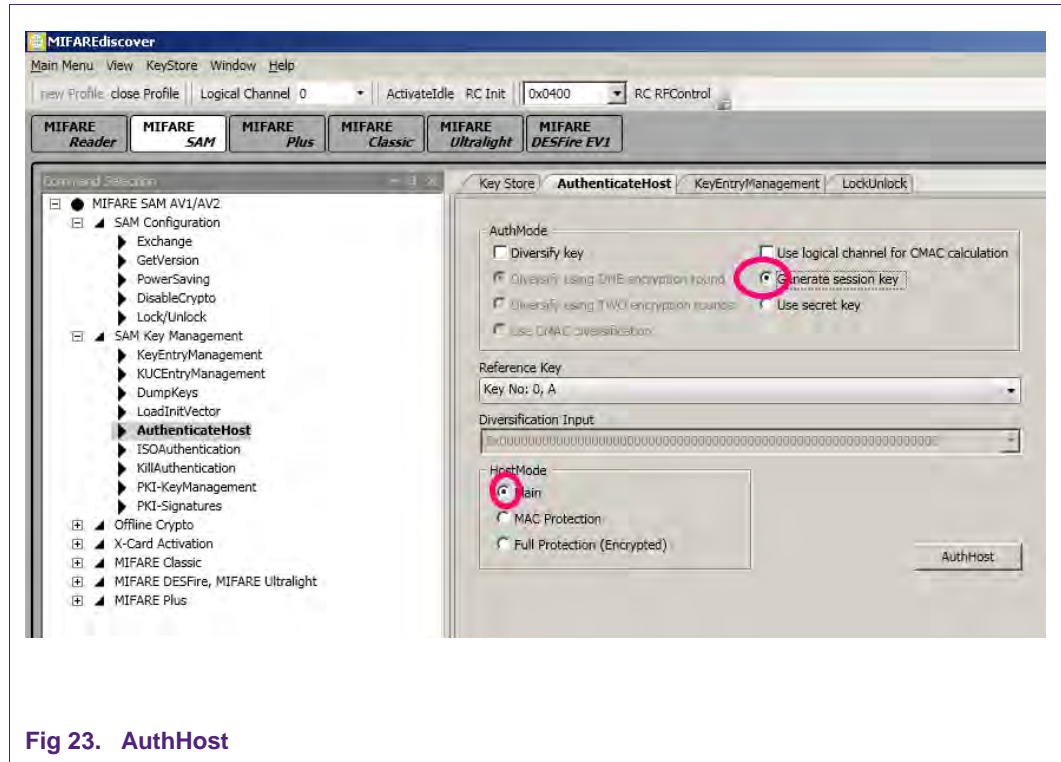 MIFAREdiscover
Main Menu View KeyStore Window Help
new Profile close Profile Logical Channel 0 ActivateIdle RC Init 0x0400 RC RFControl
MIFARE Reader MIFARE SAM MIFARE Plus MIFARE Classic MIFARE Ultralight MIFARE DESFire EV1
Command Selection
Key Store AuthenticateHost KeyEntryManagement LockUnlock
MIFARE SAM AV1/AV2
SAM Configuration
Exchange
GetVersion
PowerSaving
DisableCrypto
Lock/Unlock
SAM Key Management
KeyEntryManagement
KUCEntryManagement
DumpKeys
LoadInitVector
AuthenticateHost
ISOAuthentication
KillAuthentication
PKI-KeyManagement
PKI-Signatures
Offline Crypto
X-Card Activation
MIFARE Classic
MIFARE DESFire, MIFARE Ultralight
MIFARE Plus
AuthMode
Diversify key Use logical channel for CMAC calculation
Diversify using ONE encryption round Generate session key
Diversify using TWO encryption rounds Use secret key
Use CMAC diversification
Reference Key
Key No: 0, A
Diversification Input
HostMode
Plain
MAC Protection
Full Protection (Encrypted)
AuthHost
Fig 23. AuthHost